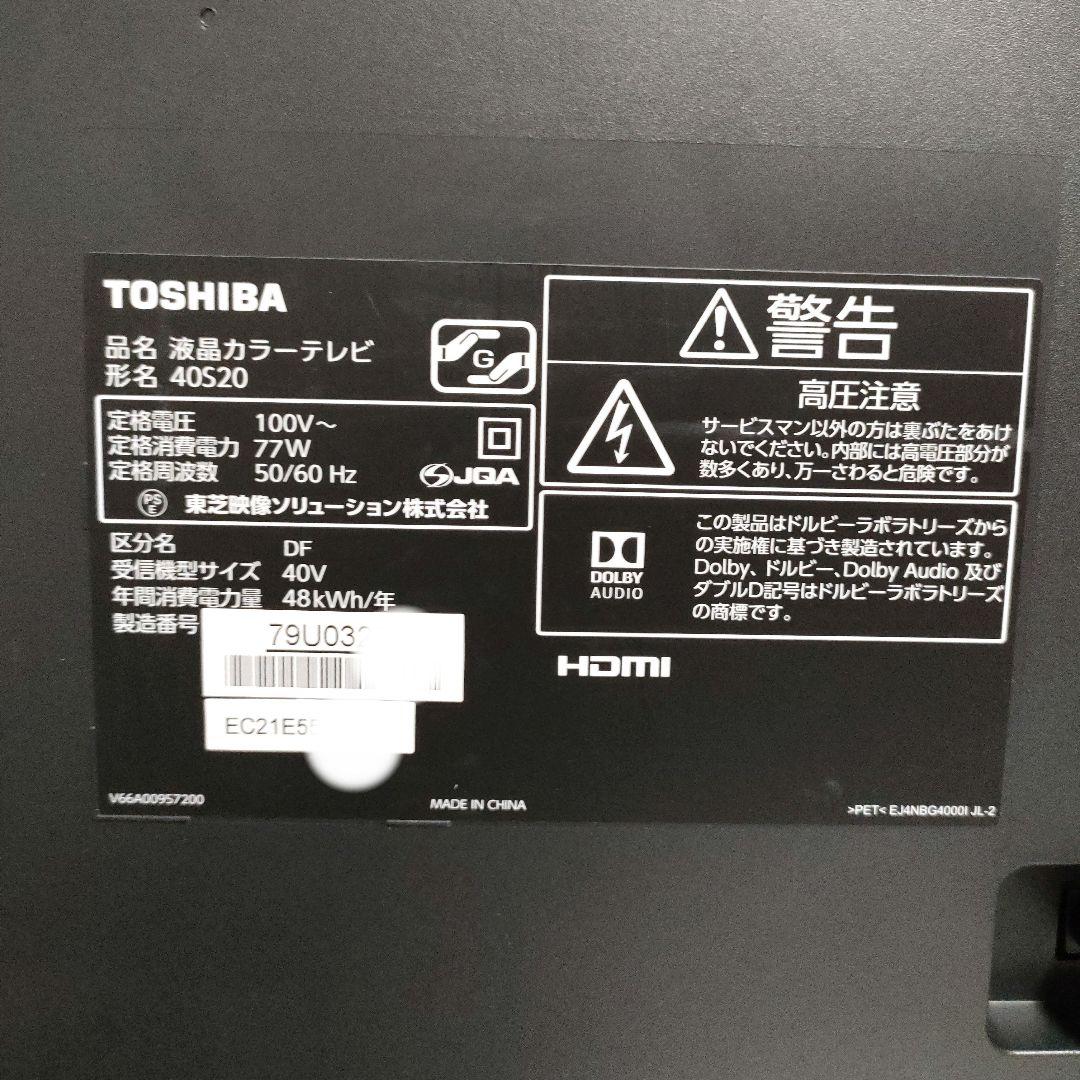 TOSHIBA
品名 液晶カラーテレビ
形名 40S20
G
定格電圧 100V～
定格消費電力 77W
定格周波数 50/60 Hz
JQA
PS
E
東芝映像ソリューション株式会社
区分名 DF
受信機型サイズ 40V
年間消費電力量 48kWh/年
製造番号
79U03
EC21E5
V66A00957200
MADE IN CHINA
警告
高圧注意
サービスマン以外の方は裏ぶたをあけ
ないでください。内部には高電圧部分が
数多くあり、万一さわると危険です。
DOLBY
AUDIO
この製品はドルビーラボラトリーズから
の実施権に基づき製造されています。
Dolby、ドルビー、Dolby Audio 及び
ダブルD記号はドルビーラボラトリーズ
の商標です。
HDMI
>PET< EJ4NBG4000I JL-2